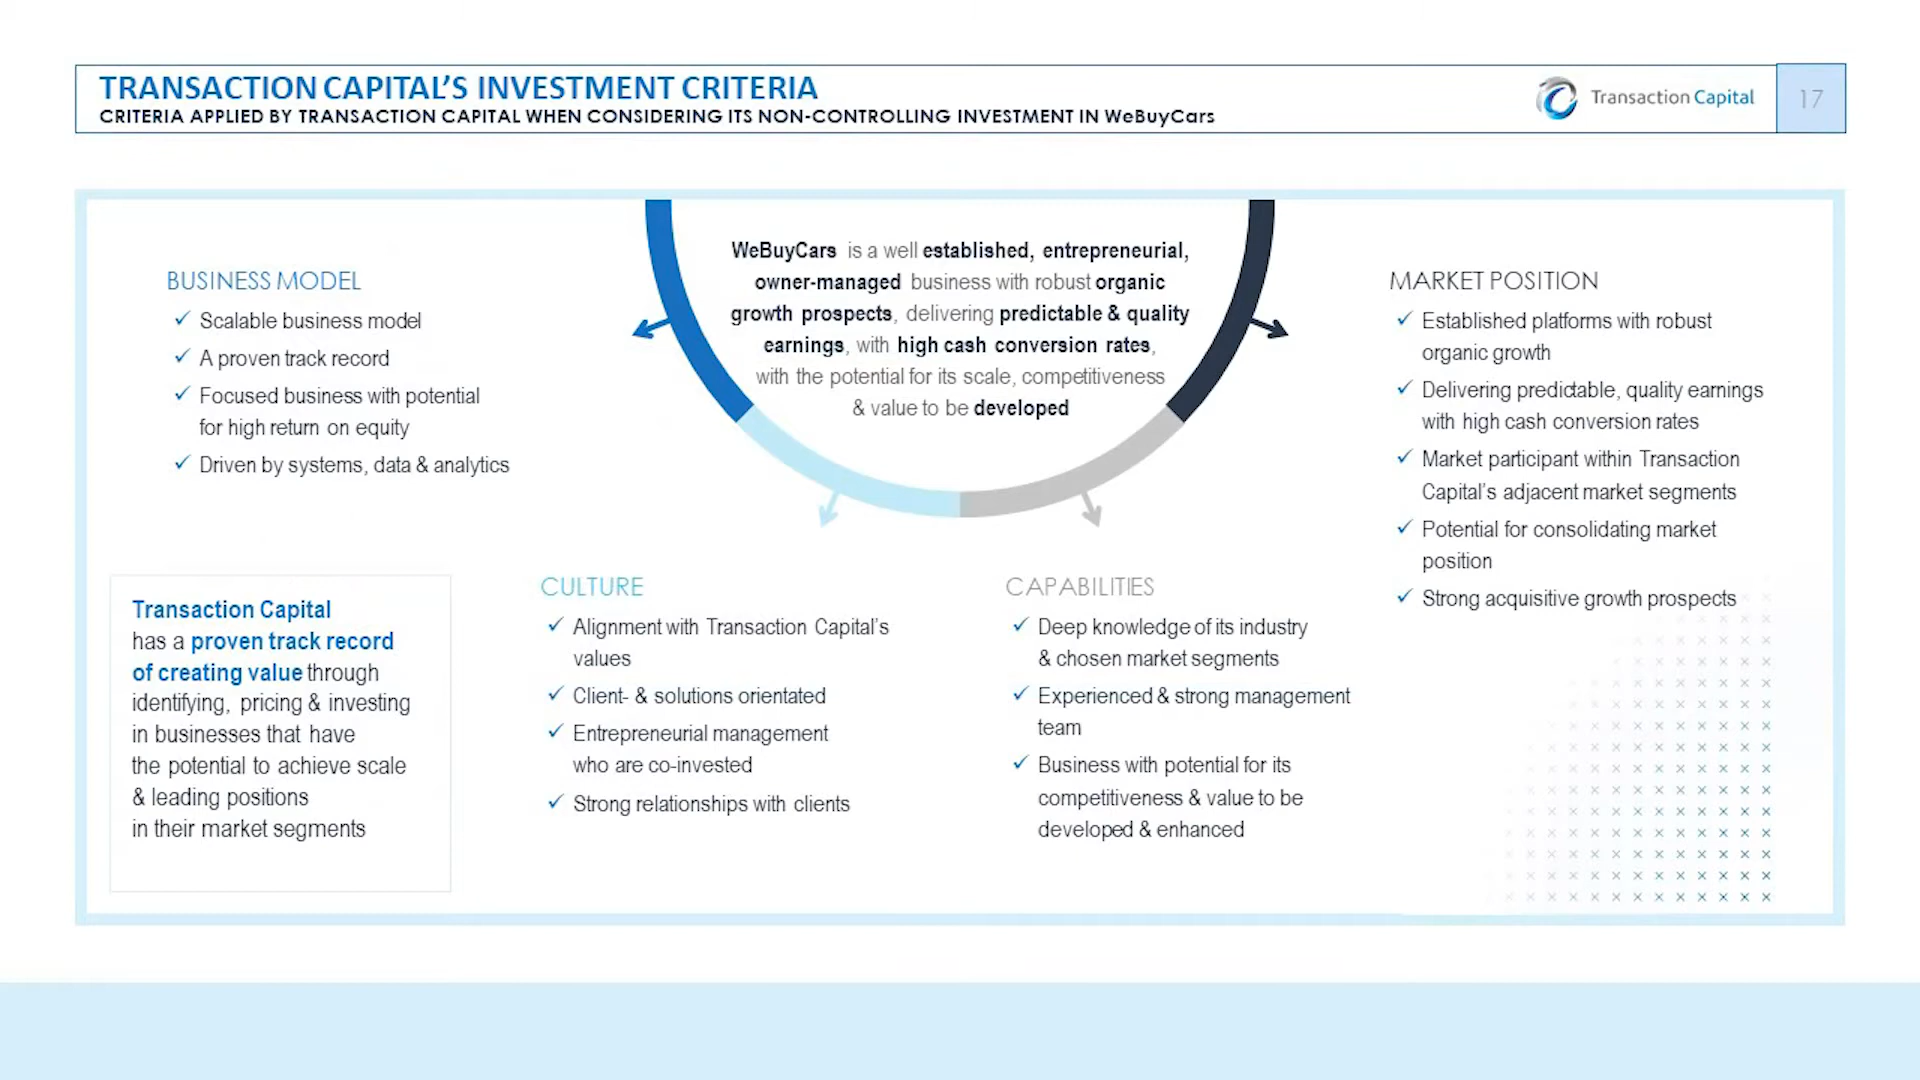 TRANSACTION CAPITAL'S INVESTMENT CRITERIA
CRITERIA APPLIED BY TRANSACTION CAPITAL WHEN CONSIDERING ITS NON-CONTROLLING INVESTMENT IN WeBuyCars
Transaction Capital
17
WeBuyCars is a well established, entrepreneurial,
owner-managed business with robust organic
growth prospects, delivering predictable & quality
earnings, with high cash conversion rates,
with the potential for its scale, competitiveness
& value to be developed
BUSINESS MODEL
✓ Scalable business model
✓ A proven track record
✓ Focused business with potential
for high return on equity
✓ Driven by systems, data & analytics
MARKET POSITION
✓ Established platforms with robust
organic growth
✓ Delivering predictable, quality earnings
with high cash conversion rates
✓ Market participant within Transaction
Capital's adjacent market segments
✓ Potential for consolidating market
position
✓ Strong acquisitive growth prospects
Transaction Capital
has a proven track record
of creating value through
identifying, pricing & investing
in businesses that have
the potential to achieve scale
& leading positions
in their market segments
CULTURE
✓ Alignment with Transaction Capital's
values
✓ Client- & solutions orientated
✓ Entrepreneurial management
who are co-invested
✓ Strong relationships with clients
CAPABILITIES
✓ Deep knowledge of its industry
& chosen market segments
✓ Experienced & strong management
team
✓ Business with potential for its
competitiveness & value to be
developed & enhanced